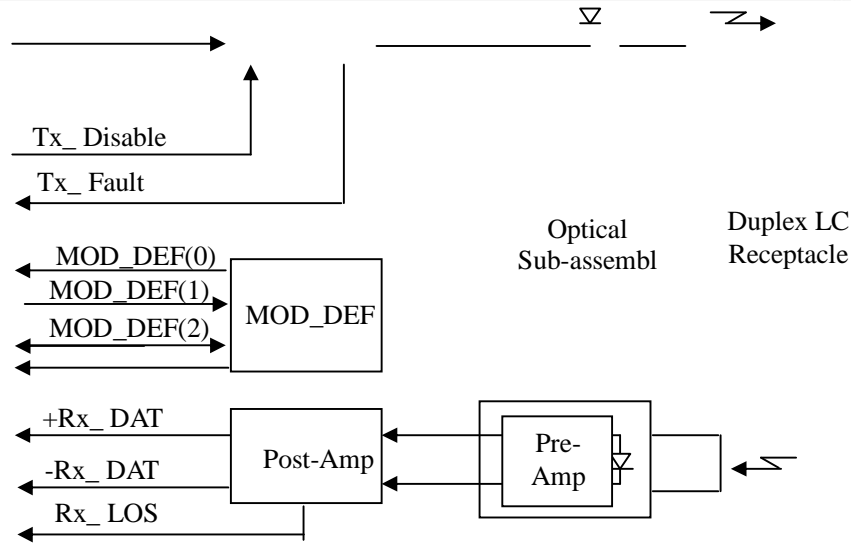 Tx_ Disable
Tx_ Fault
Optical
Sub-assembl
Duplex LC
Receptacle
MOD_DEF(0)
MOD_DEF(1)
MOD_DEF(2)
MOD_DEF
+Rx_ DAT
-Rx_ DAT
Rx_ LOS
Post-Amp
Pre-
Amp